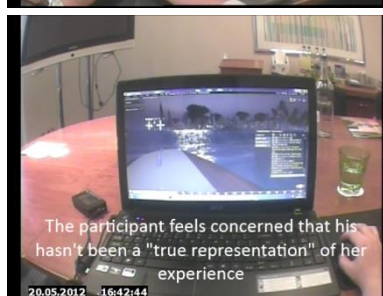 The participant feels concerned that his
hasn't been a "true representation" of her
experience
20.05.2012 16:42:44